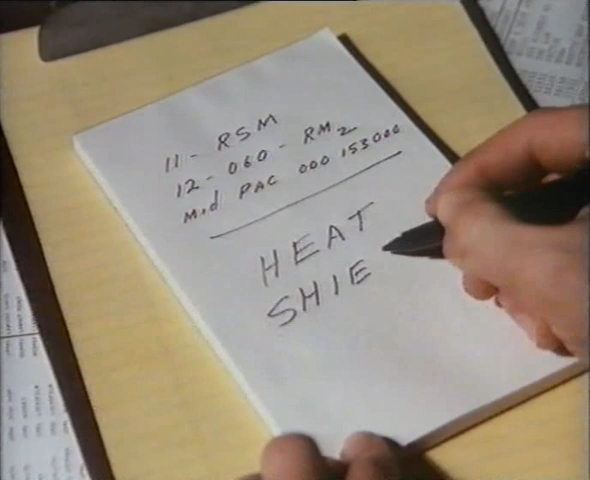 11 - RSM
12 - 060 - RM2
Mid PAC 000 153000
HEAT
SHIE